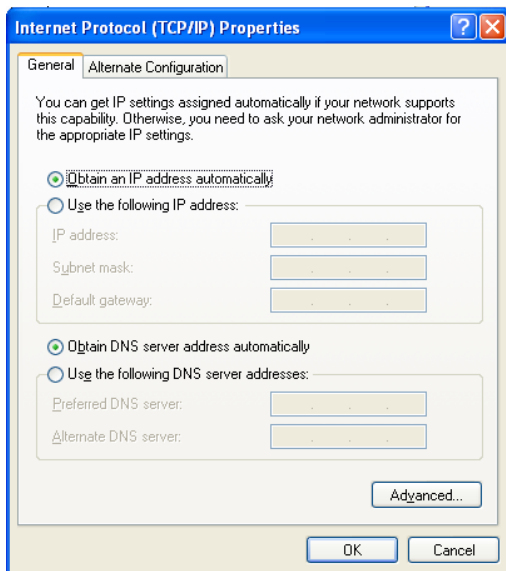 Internet Protocol (TCP/IP) Properties
General
Alternate Configuration
You can get IP settings assigned automatically if your network supports
this capability. Otherwise, you need to ask your network administrator for
the appropriate IP settings.
Obtain an IP address automatically
Use the following IP address:
IP address:
Subnet mask:
Default gateway:
Obtain DNS server address automatically
Use the following DNS server addresses:
Preferred DNS server:
Alternate DNS server:
Advanced...
OK
Cancel